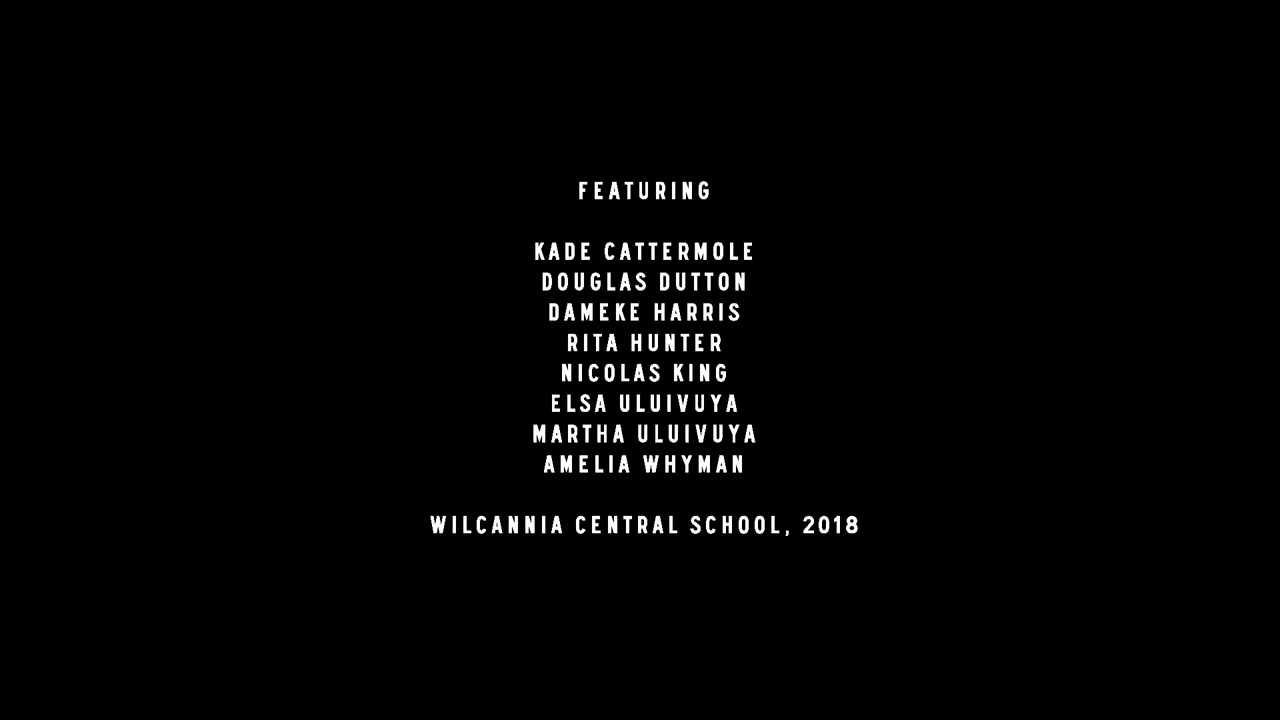 FEATURING
KADE CATTERMOLE
DOUGLAS DUTTON
DAMEKE HARRIS
RITA HUNTER
NICOLAS KING
ELSA ULUIVUYA
MARTHA ULUIVUYA
AMELIA WHYMAN
WILCANNIA CENTRAL SCHOOL, 2018